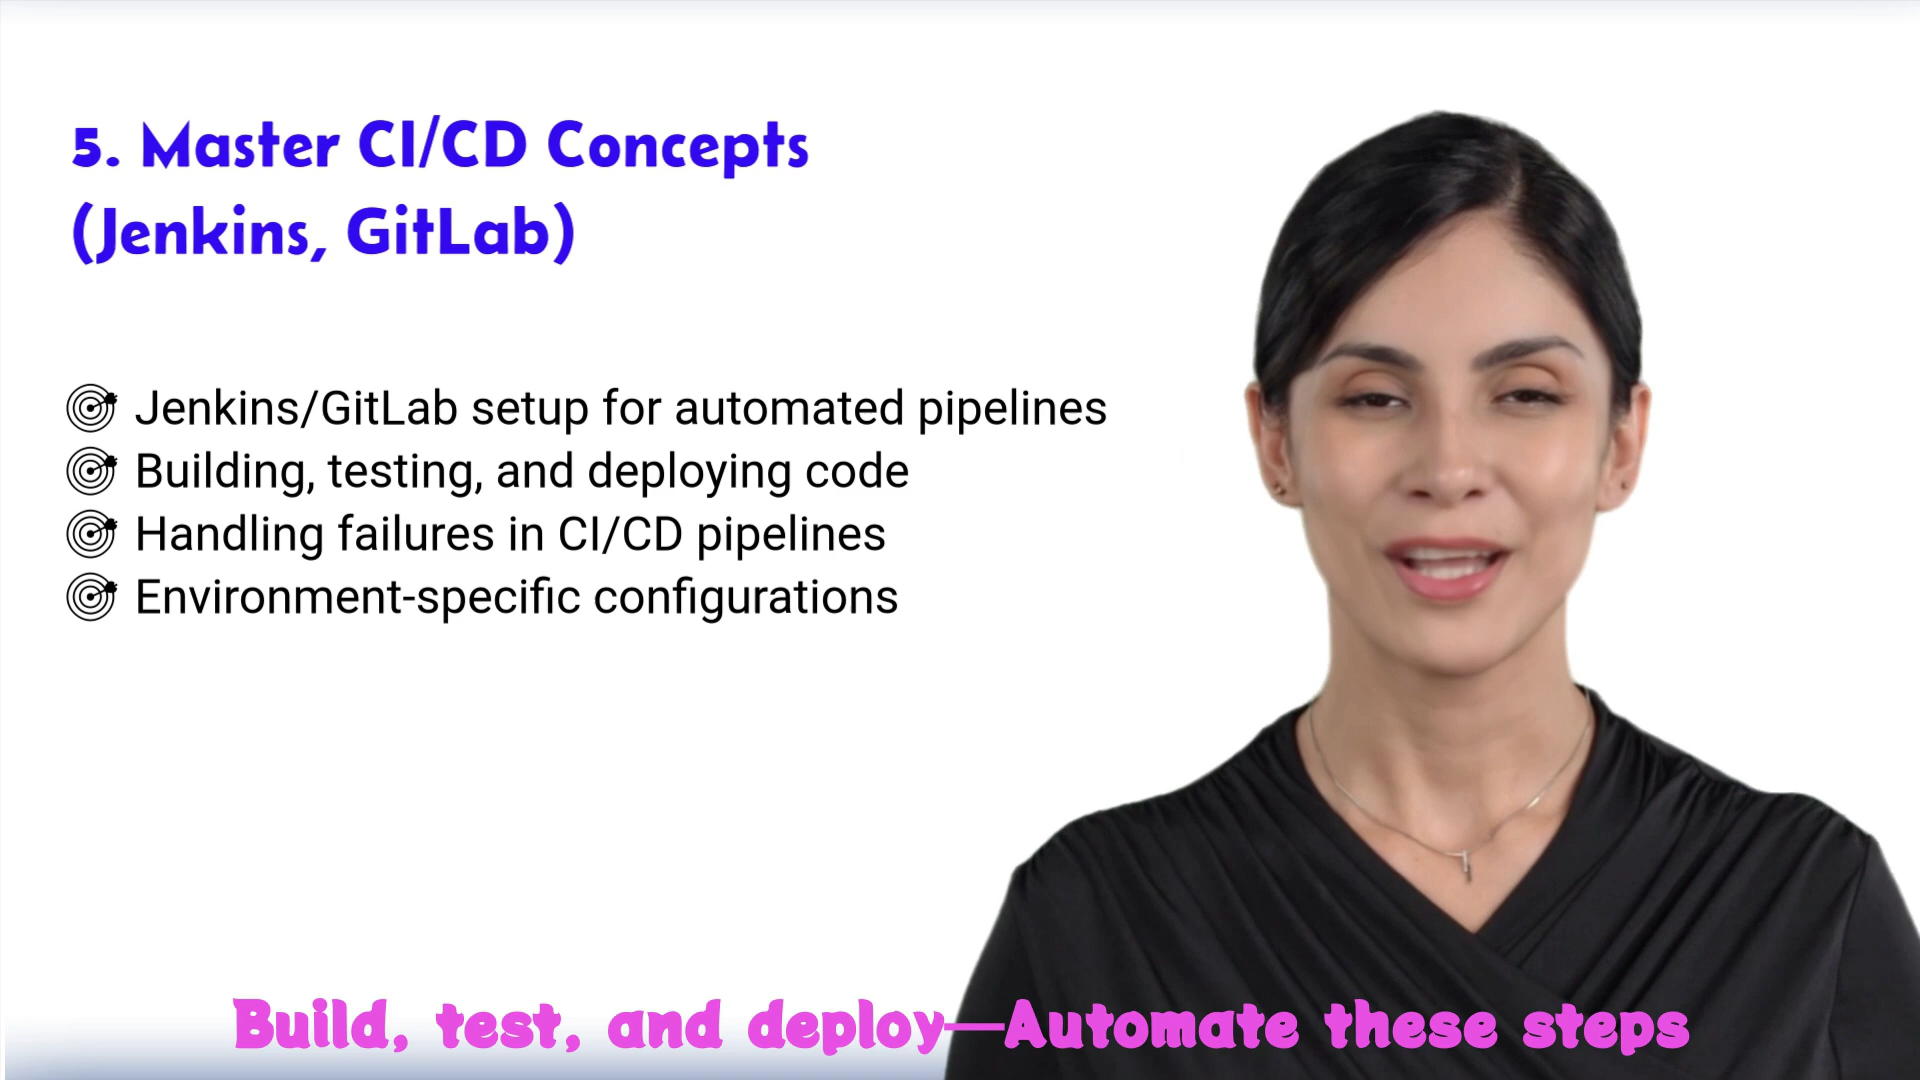 5. Master CI/CD Concepts
(Jenkins, GitLab)
Jenkins/GitLab setup for automated pipelines
Building, testing, and deploying code
Handling failures in CI/CD pipelines
Environment-specific configurations
Build, test, and deploy—Automate these steps